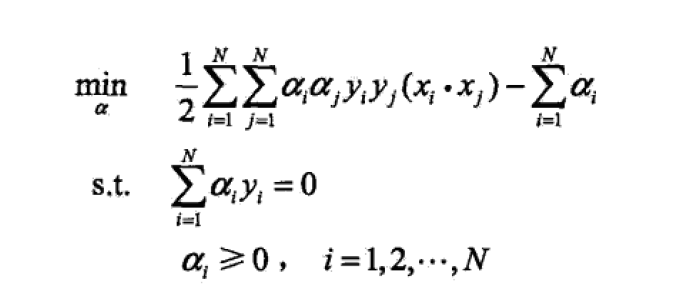 min_α 1/2 ∑_{i=1}^{N} ∑_{j=1}^{N} α_i α_j y_i y_j (x_i · x_j) − ∑_{i=1}^{N} α_i
s.t. ∑_{i=1}^{N} α_i y_i = 0
α_i ⩾ 0 , i = 1,2,⋯,N